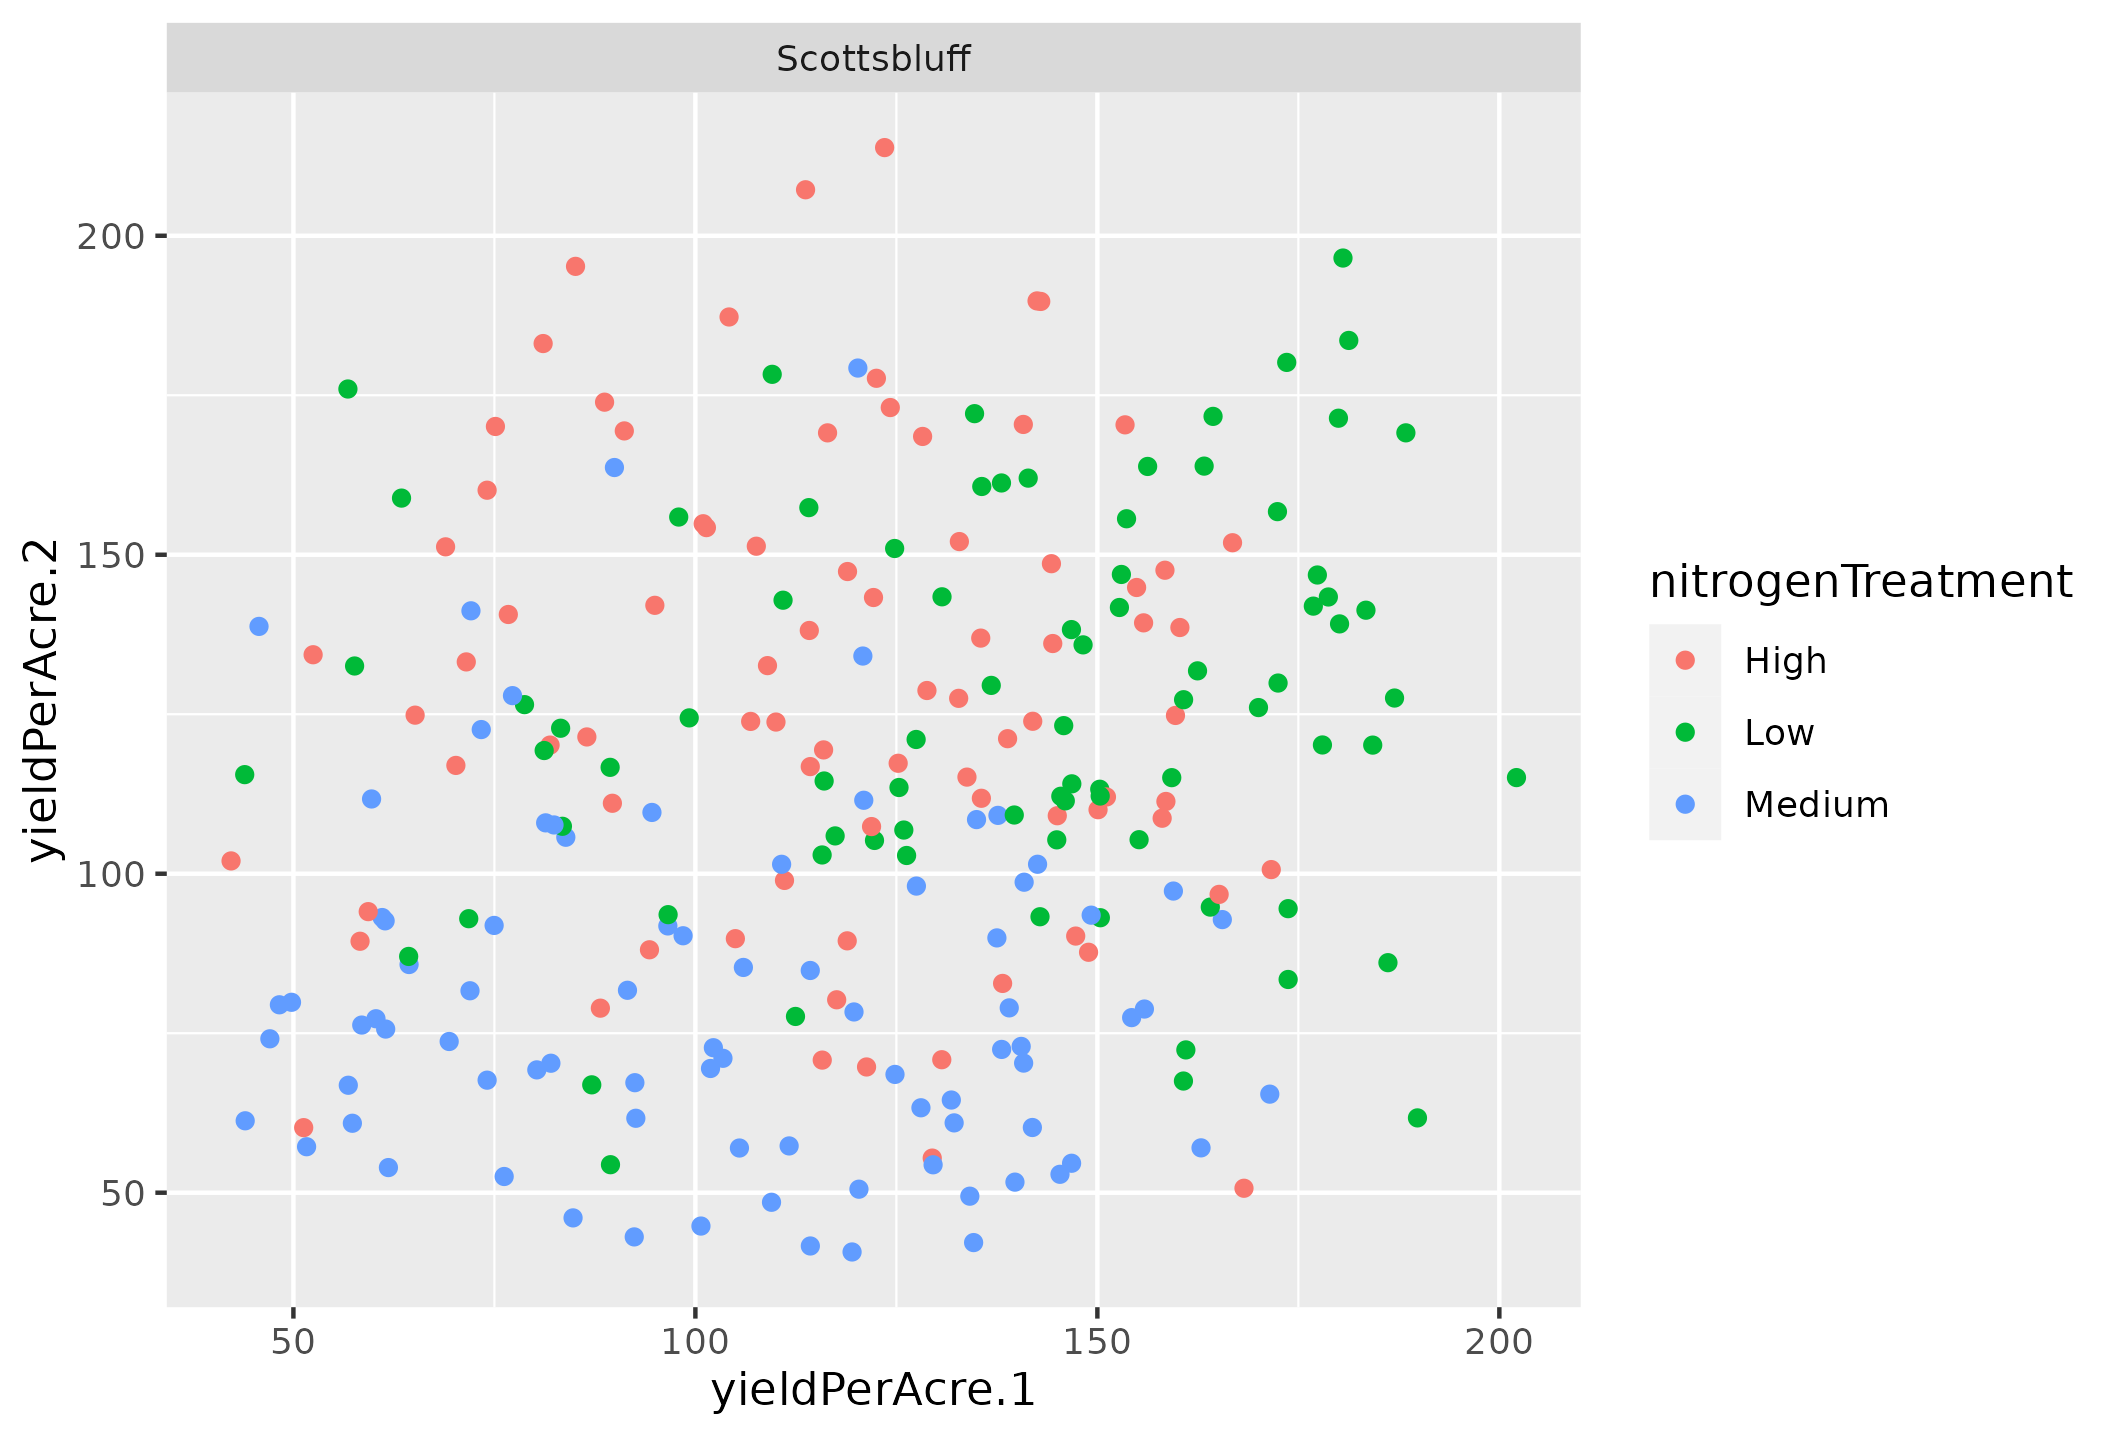 Scottsbluff
200
150
100
50
yieldPerAcre.2
50
100
150
200
yieldPerAcre.1
nitrogenTreatment
High
Low
Medium